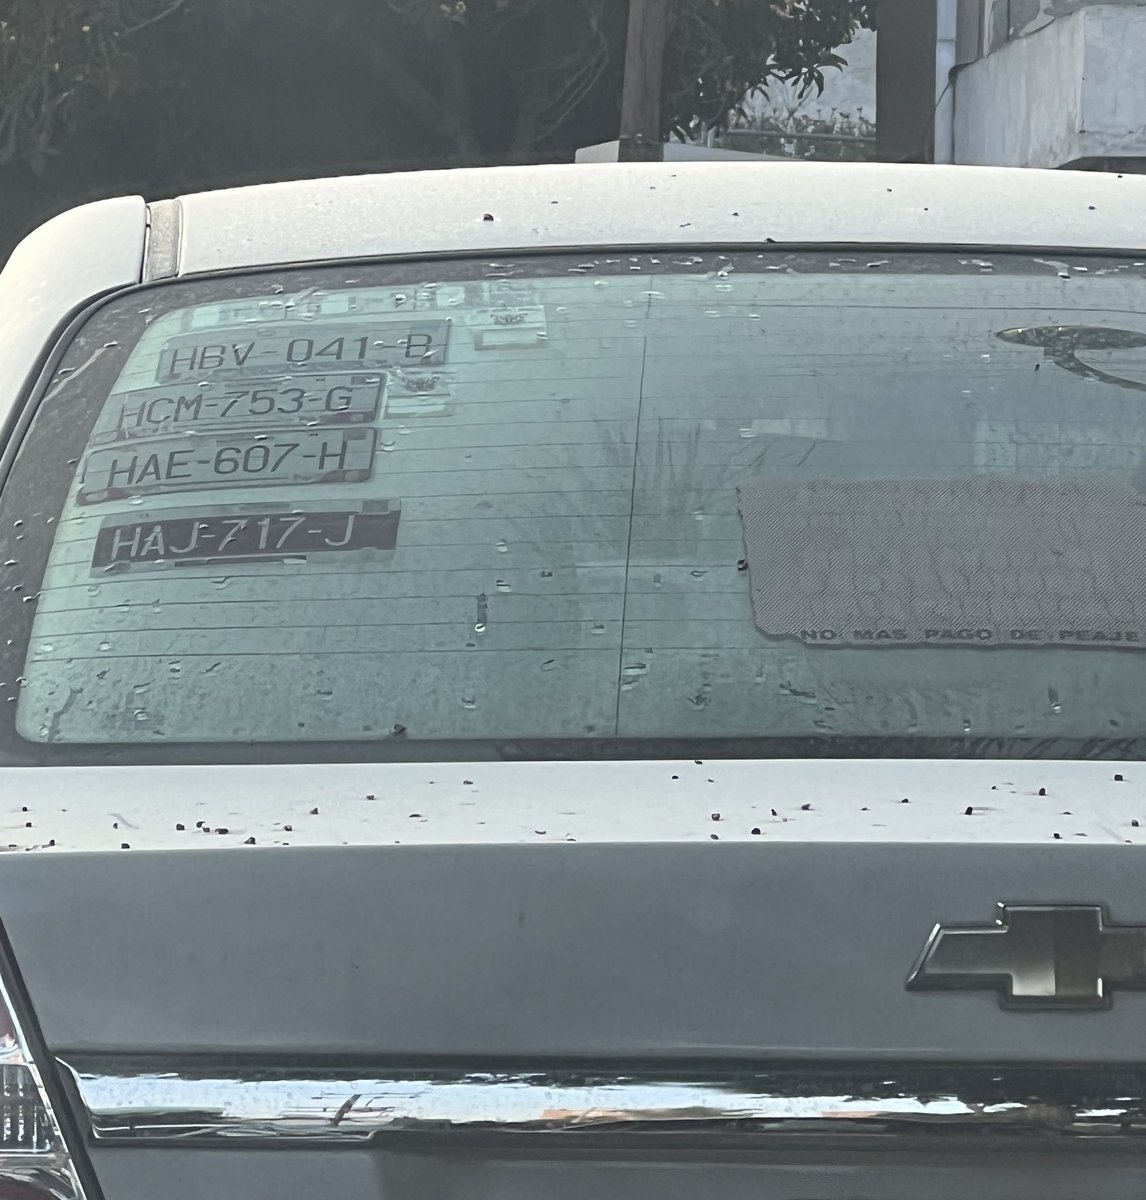 HBV-041-B
HCM-753-G
HAE-607-H
HAJ-717-J
NO MAS PAGO DE PEAJE